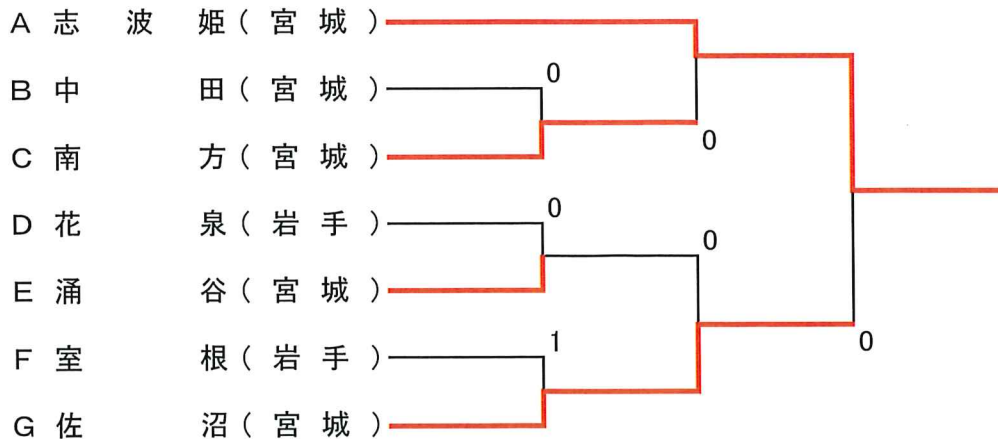 A 志波姫(宮城)
0
B 中田(宮城)
0
C 南方(宮城)
0
D 花泉(岩手)
0
E 涌谷(宮城)
1
0
F 室根(岩手)
G 佐沼(宮城)